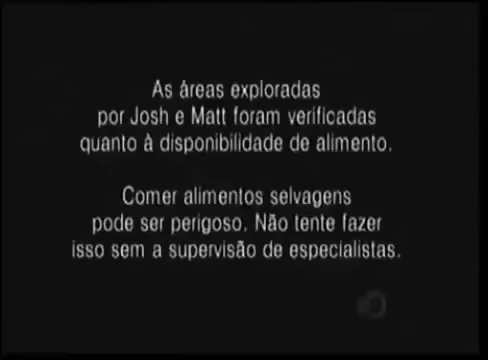 As áreas exploradas
por Josh e Matt foram verificadas
quanto à disponibilidade de alimento.
Comer alimentos selvagens
pode ser perigoso. Não tente fazer
isso sem a supervisão de especialistas.